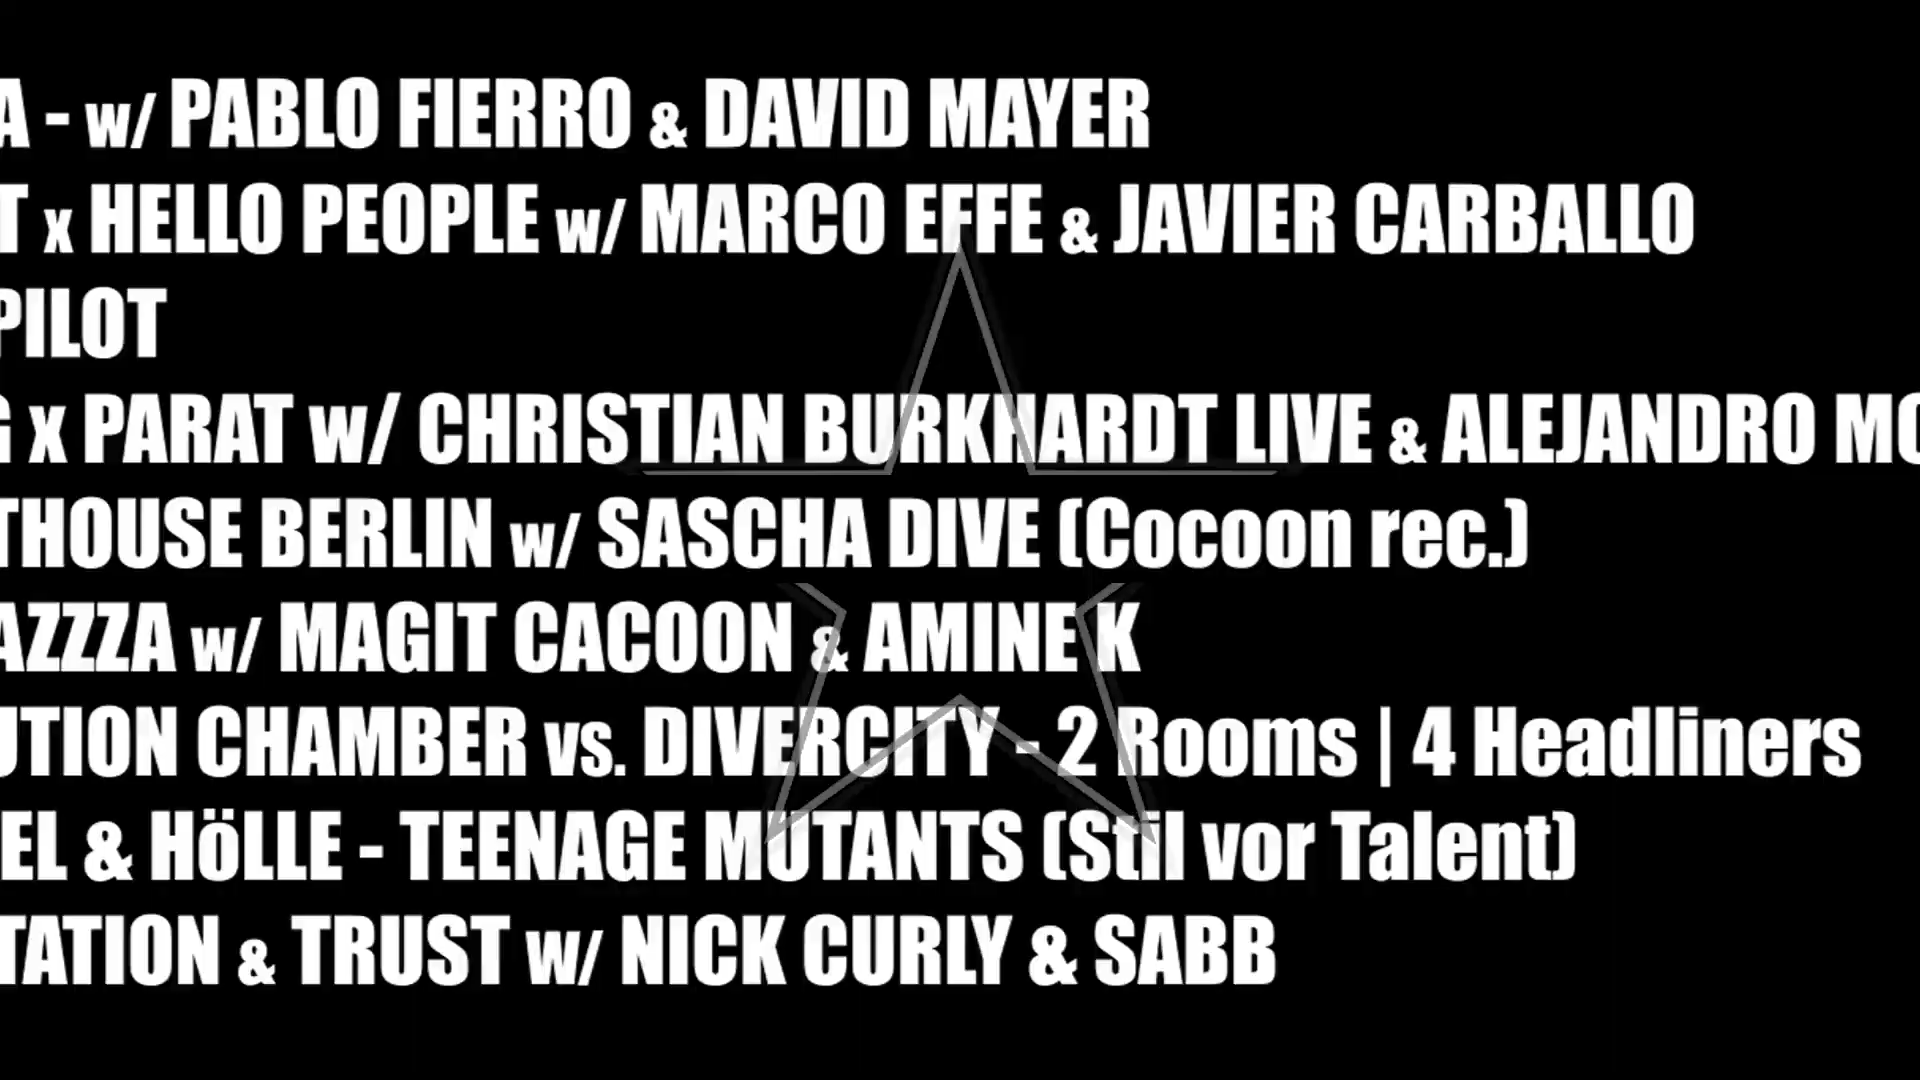 A - w/ PABLO FIERRO & DAVID MAYER
T x HELLO PEOPLE w/ MARCO EFFE & JAVIER CARBALLO
PILOT
G x PARAT w/ CHRISTIAN BURKHARDT LIVE & ALEJANDRO MO
THOUSE BERLIN w/ SASCHA DIVE (Cocoon rec.)
AZZZA w/ MAGIT CACOON & AMINE K
UTION CHAMBER vs. DIVERCITY - 2 Rooms | 4 Headliners
EL & HöLLE - TEENAGE MUTANTS (Stil vor Talent)
TATION & TRUST w/ NICK CURLY & SABB